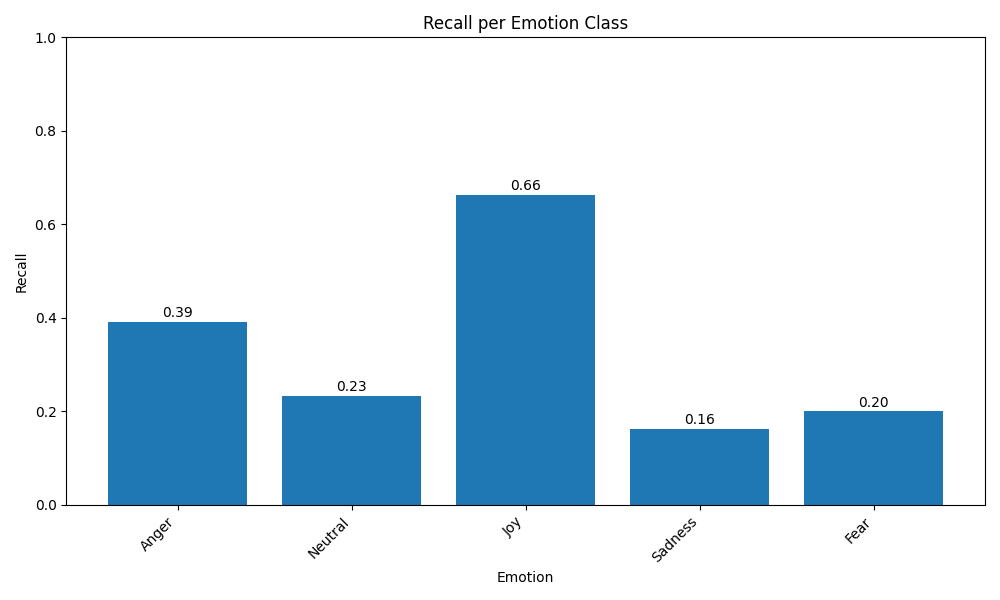 Recall per Emotion Class
1.0
0.8
0.6
0.4
0.2
0.0
Recall
0.39
0.23
0.66
0.16
0.20
Anger
Neutral
Joy
Sadness
Fear
Emotion